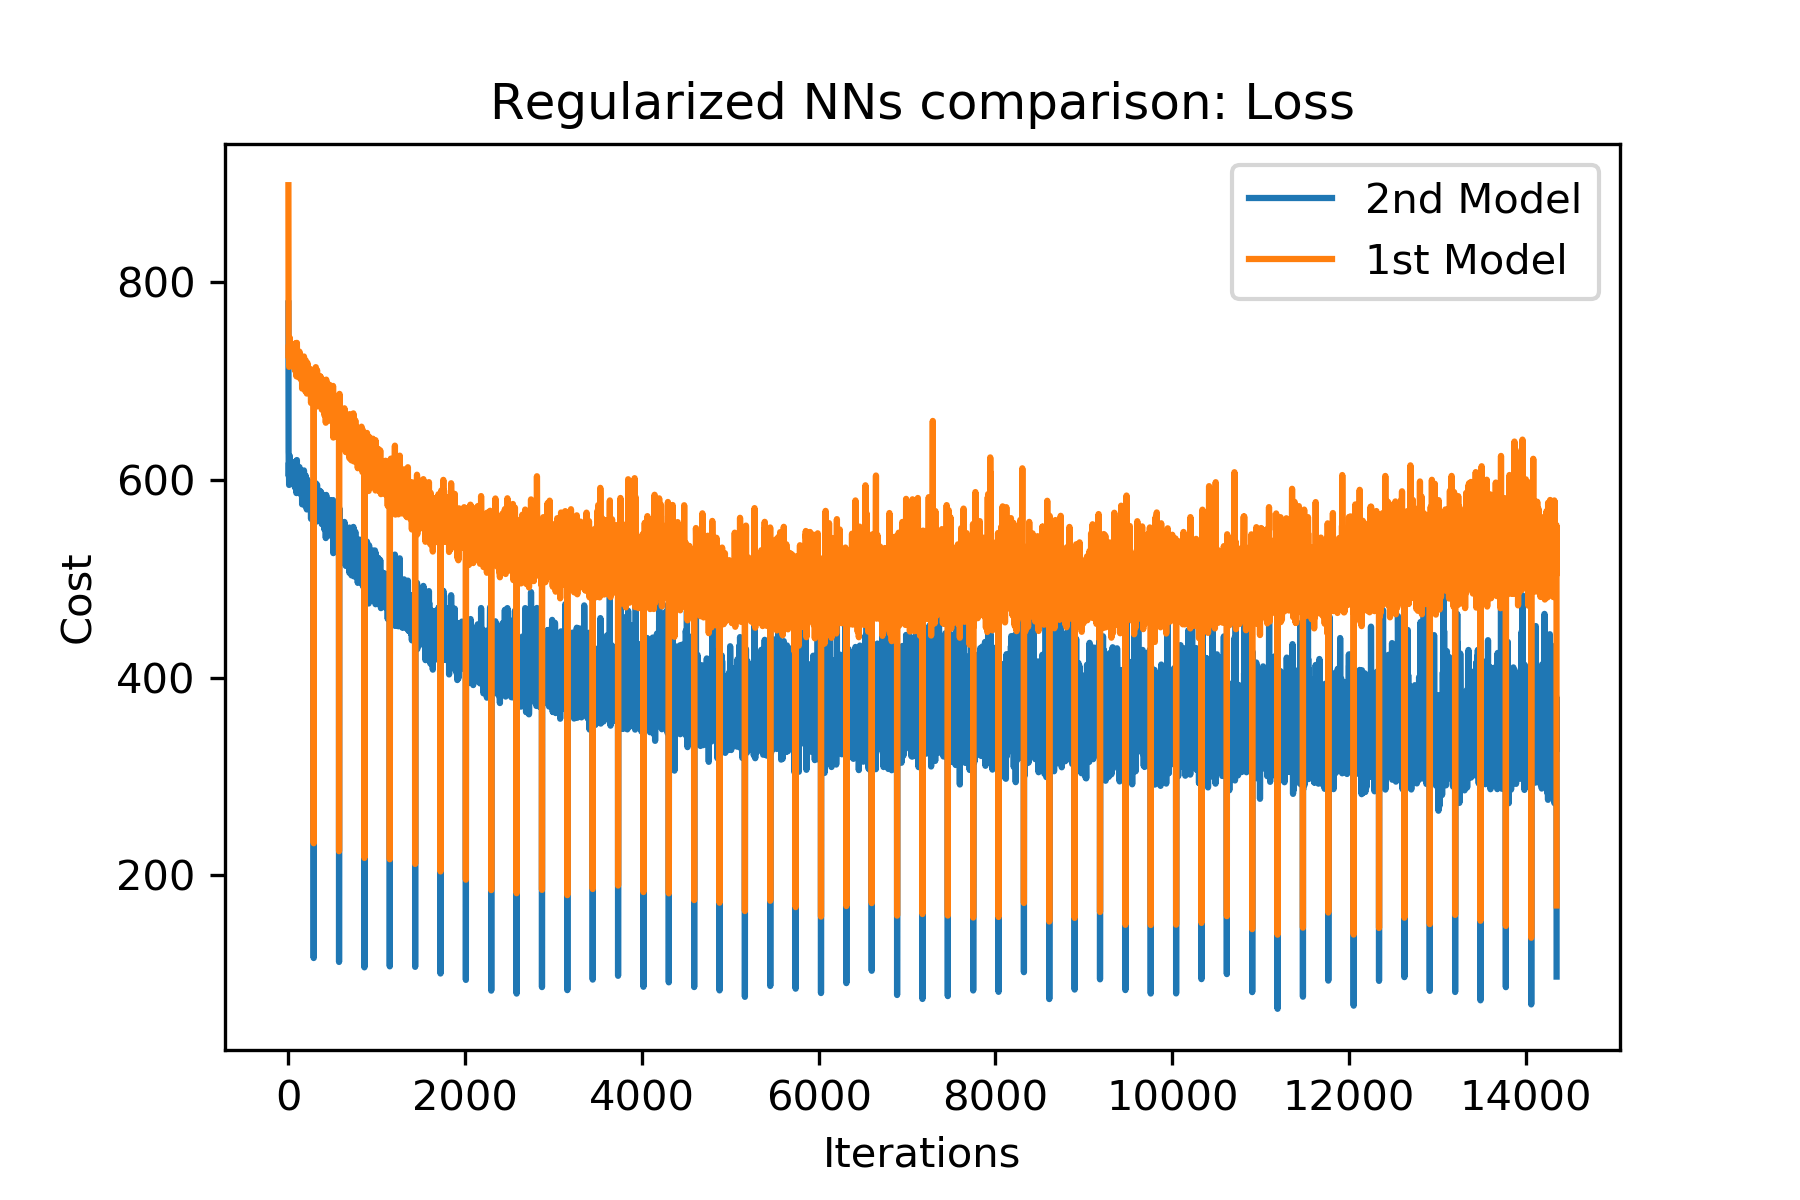 Regularized NNs comparison: Loss
2nd Model
1st Model
800
600
400
200
Cost
0 2000 4000 6000 8000 10000 12000 14000
Iterations